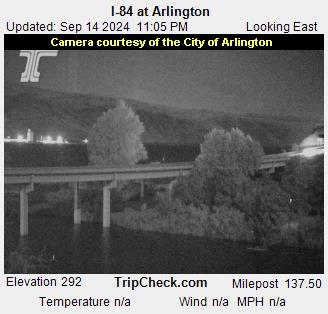 I-84 at Arlington
Updated: Sep 14 2024 11:05 PM Looking East
Camera courtesy of the City of Arlington
Elevation 292 TripCheck.com Milepost 137.50
Temperature n/a Wind n/a MPH n/a